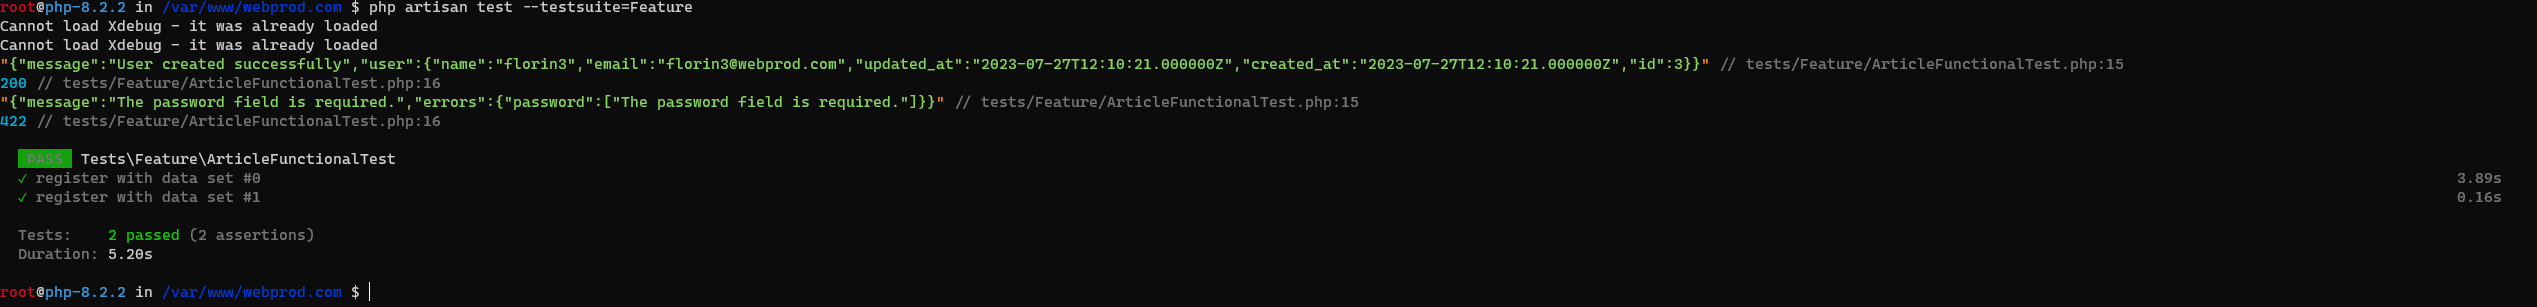 root@php-8.2.2 in /var/www/webprod.com $ php artisan test --testsuite=Feature
Cannot load Xdebug - it was already loaded
Cannot load Xdebug - it was already loaded
"{"message":"User created successfully","user":{"name":"florin3","email":"florin3@webprod.com","updated_at":"2023-07-27T12:10:21.000000Z","created_at":"2023-07-27T12:10:21.000000Z","id":3}}" // tests/Feature/ArticleFunctionalTest.php:15
200 // tests/Feature/ArticleFunctionalTest.php:16
"{"message":"The password field is required.","errors":{"password":["The password field is required."]}}" // tests/Feature/ArticleFunctionalTest.php:15
422 // tests/Feature/ArticleFunctionalTest.php:16
PASS Tests\Feature\ArticleFunctionalTest
✓ register with data set #0 3.89s
✓ register with data set #1 0.16s
Tests: 2 passed (2 assertions)
Duration: 5.20s
root@php-8.2.2 in /var/www/webprod.com $